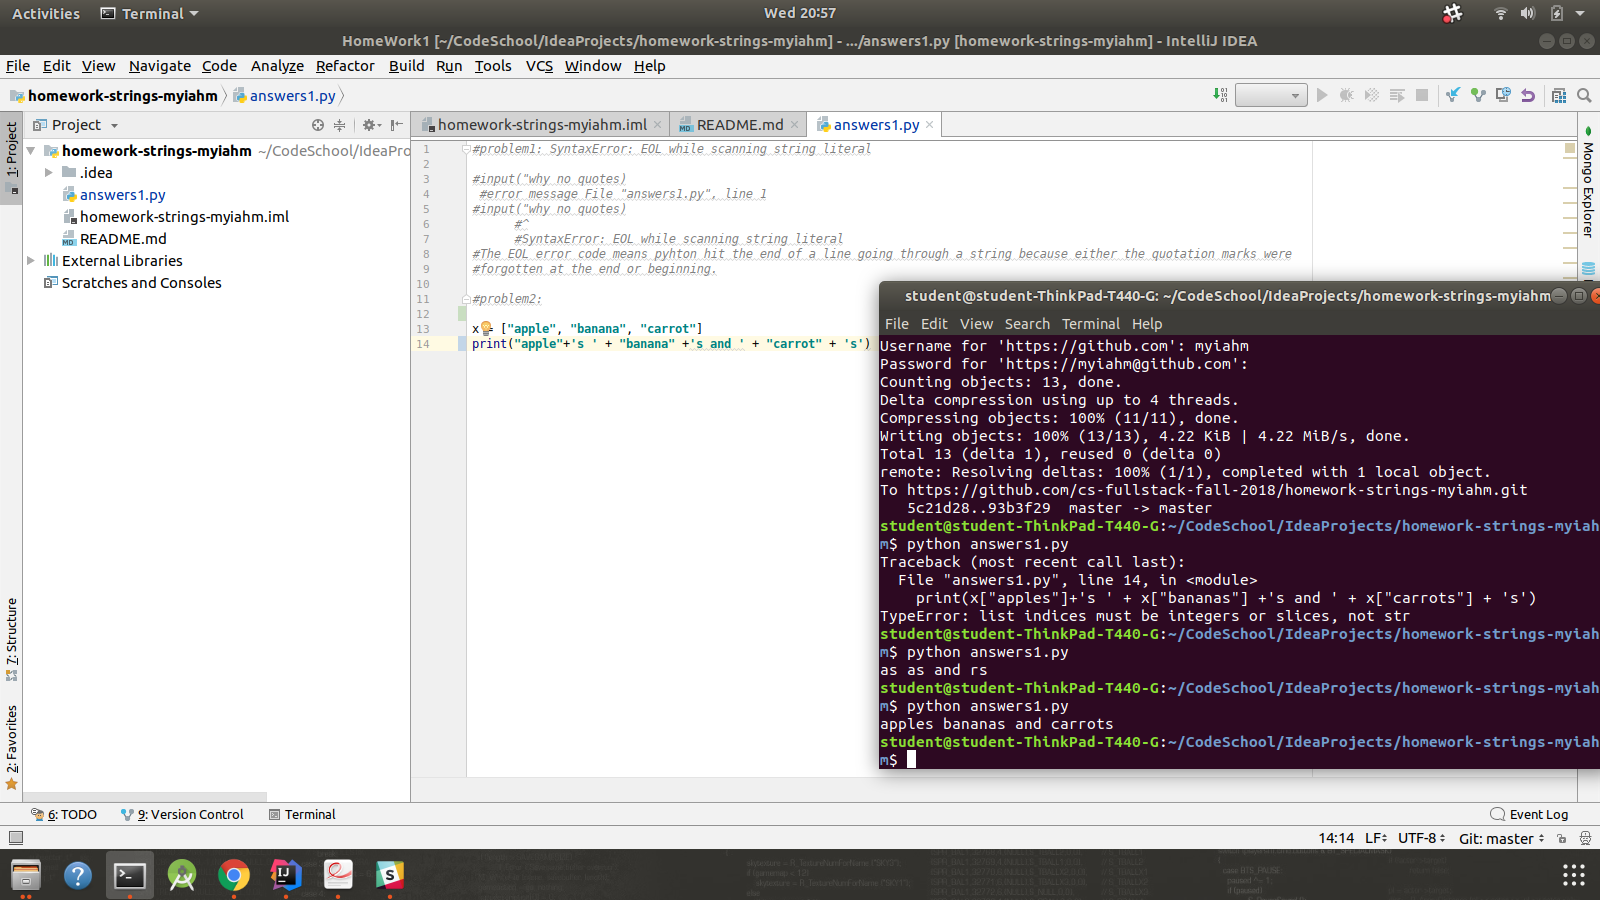 Activities Terminal Wed 20:57
HomeWork1 [~/CodeSchool/IdeaProjects/homework-strings-myiahm] - .../answers1.py [homework-strings-myiahm] - IntelliJ IDEA
File Edit View Navigate Code Analyze Refactor Build Run Tools VCS Window Help
homework-strings-myiahm answers1.py
1: Project
Project
homework-strings-myiahm ~/CodeSchool/IdeaPro
.idea
answers1.py
homework-strings-myiahm.iml
README.md
External Libraries
Scratches and Consoles
7: Structure
2: Favorites
homework-strings-myiahm.iml README.md answers1.py
1 #problem1: SyntaxError: EOL while scanning string literal
2
3 #input("why no quotes)
4 #error message File "answers1.py", line 1
5 #input("why no quotes)
6 #^
7 #SyntaxError: EOL while scanning string literal
8 #The EOL error code means pyhton hit the end of a line going through a string because either the quotation marks were
9 #forgotten at the end or beginning.
10
11 #problem2:
12
13 x = ["apple", "banana", "carrot"]
14 print("apple"+'s ' + "banana" +'s and ' + "carrot" + 's')
Mongo Explorer
student@student-ThinkPad-T440-G: ~/CodeSchool/IdeaProjects/homework-strings-myiahm
File Edit View Search Terminal Help
Username for 'https://github.com': myiahm
Password for 'https://myiahm@github.com':
Counting objects: 13, done.
Delta compression using up to 4 threads.
Compressing objects: 100% (11/11), done.
Writing objects: 100% (13/13), 4.22 KiB | 4.22 MiB/s, done.
Total 13 (delta 1), reused 0 (delta 0)
remote: Resolving deltas: 100% (1/1), completed with 1 local object.
To https://github.com/cs-fullstack-fall-2018/homework-strings-myiahm.git
5c21d28..93b3f29 master -> master
student@student-ThinkPad-T440-G:~/CodeSchool/IdeaProjects/homework-strings-myiah
m$ python answers1.py
Traceback (most recent call last):
File "answers1.py", line 14, in <module>
print(x["apples"]+'s ' + x["bananas"] +'s and ' + x["carrots"] + 's')
TypeError: list indices must be integers or slices, not str
student@student-ThinkPad-T440-G:~/CodeSchool/IdeaProjects/homework-strings-myiah
m$ python answers1.py
as as and rs
student@student-ThinkPad-T440-G:~/CodeSchool/IdeaProjects/homework-strings-myiah
m$ python answers1.py
apples bananas and carrots
student@student-ThinkPad-T440-G:~/CodeSchool/IdeaProjects/homework-strings-myiah
m$
6: TODO 9: Version Control Terminal Event Log
14:14 LF UTF-8 Git: master